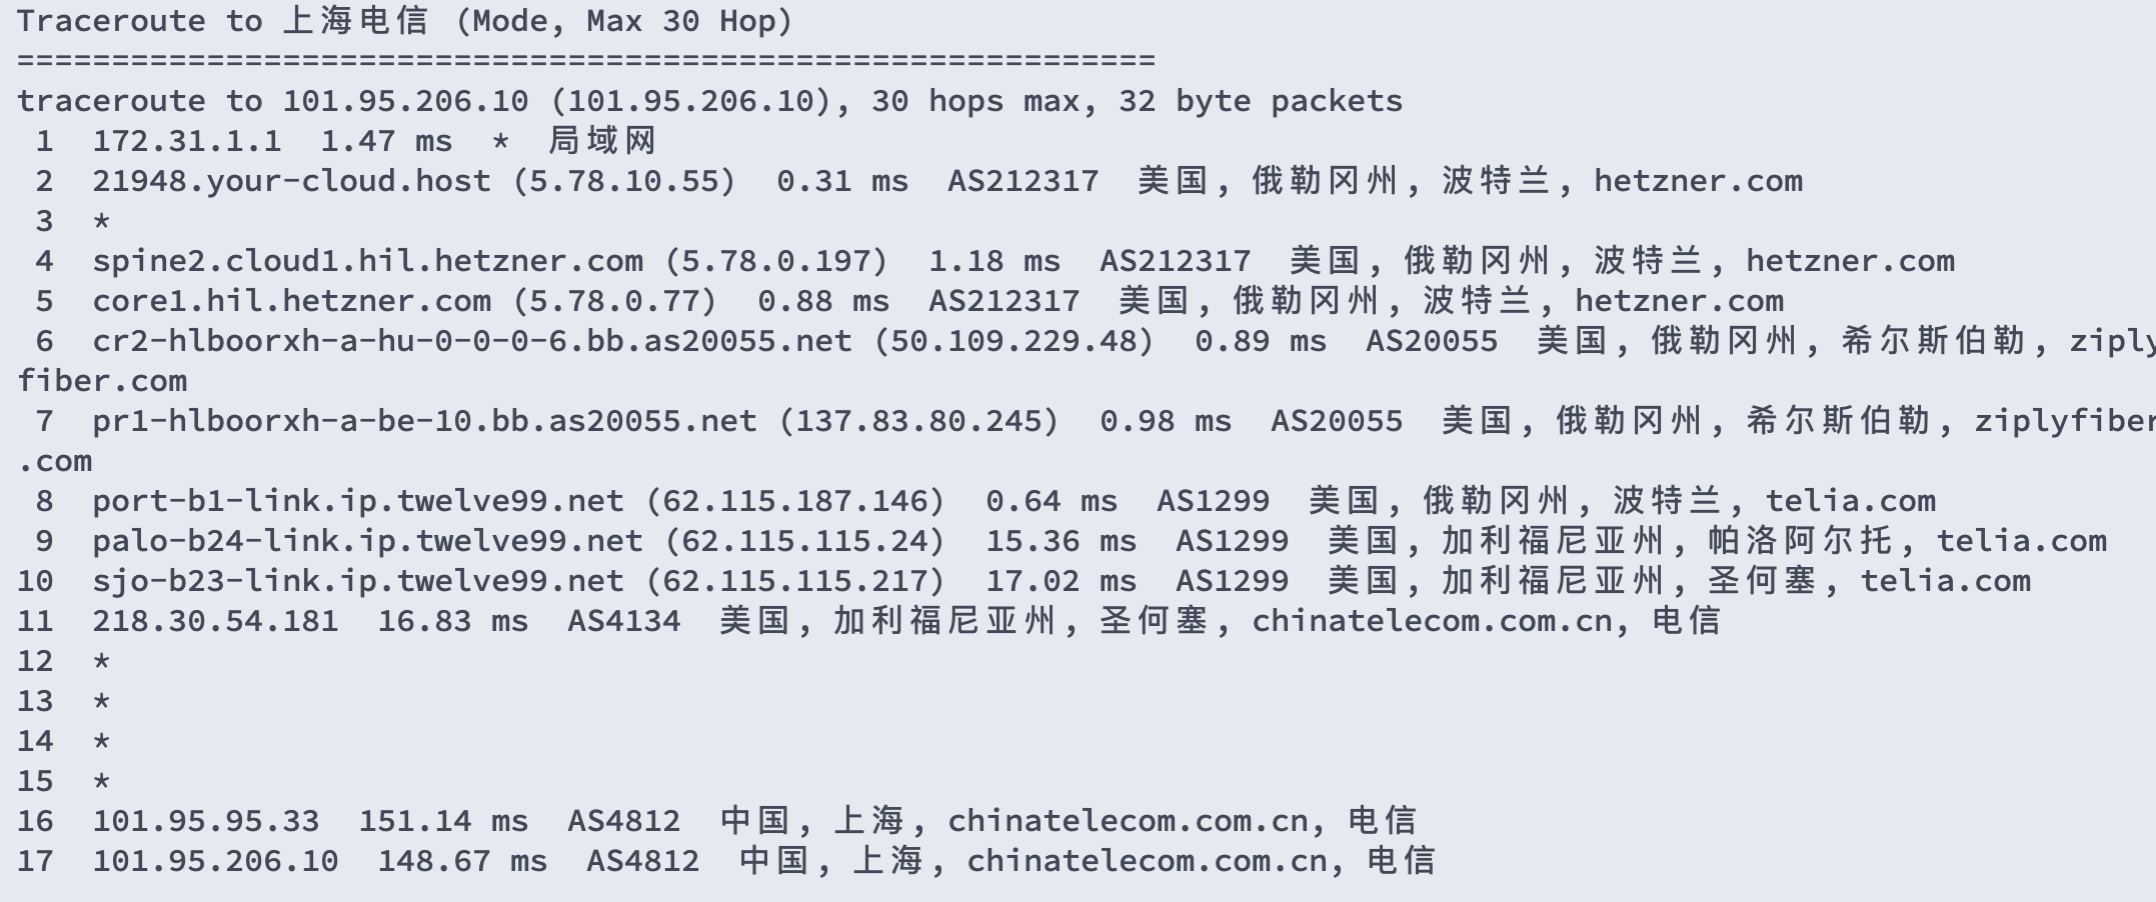 Traceroute to 上海电信 (Mode, Max 30 Hop)
============================================================
traceroute to 101.95.206.10 (101.95.206.10), 30 hops max, 32 byte packets
 1  172.31.1.1  1.47 ms  *  局域网
 2  21948.your-cloud.host (5.78.10.55)  0.31 ms  AS212317  美国, 俄勒冈州, 波特兰, hetzner.com
 3  *
 4  spine2.cloud1.hil.hetzner.com (5.78.0.197)  1.18 ms  AS212317  美国, 俄勒冈州, 波特兰, hetzner.com
 5  core1.hil.hetzner.com (5.78.0.77)  0.88 ms  AS212317  美国, 俄勒冈州, 波特兰, hetzner.com
 6  cr2-hlboorxh-a-hu-0-0-0-6.bb.as20055.net (50.109.229.48)  0.89 ms  AS20055  美国, 俄勒冈州, 希尔斯伯勒, ziply
fiber.com
 7  pr1-hlboorxh-a-be-10.bb.as20055.net (137.83.80.245)  0.98 ms  AS20055  美国, 俄勒冈州, 希尔斯伯勒, ziplyfiber
.com
 8  port-b1-link.ip.twelve99.net (62.115.187.146)  0.64 ms  AS1299  美国, 俄勒冈州, 波特兰, telia.com
 9  palo-b24-link.ip.twelve99.net (62.115.115.24)  15.36 ms  AS1299  美国, 加利福尼亚州, 帕洛阿尔托, telia.com
10  sjo-b23-link.ip.twelve99.net (62.115.115.217)  17.02 ms  AS1299  美国, 加利福尼亚州, 圣何塞, telia.com
11  218.30.54.181  16.83 ms  AS4134  美国, 加利福尼亚州, 圣何塞, chinatelecom.com.cn, 电信
12  *
13  *
14  *
15  *
16  101.95.95.33  151.14 ms  AS4812  中国, 上海, chinatelecom.com.cn, 电信
17  101.95.206.10  148.67 ms  AS4812  中国, 上海, chinatelecom.com.cn, 电信